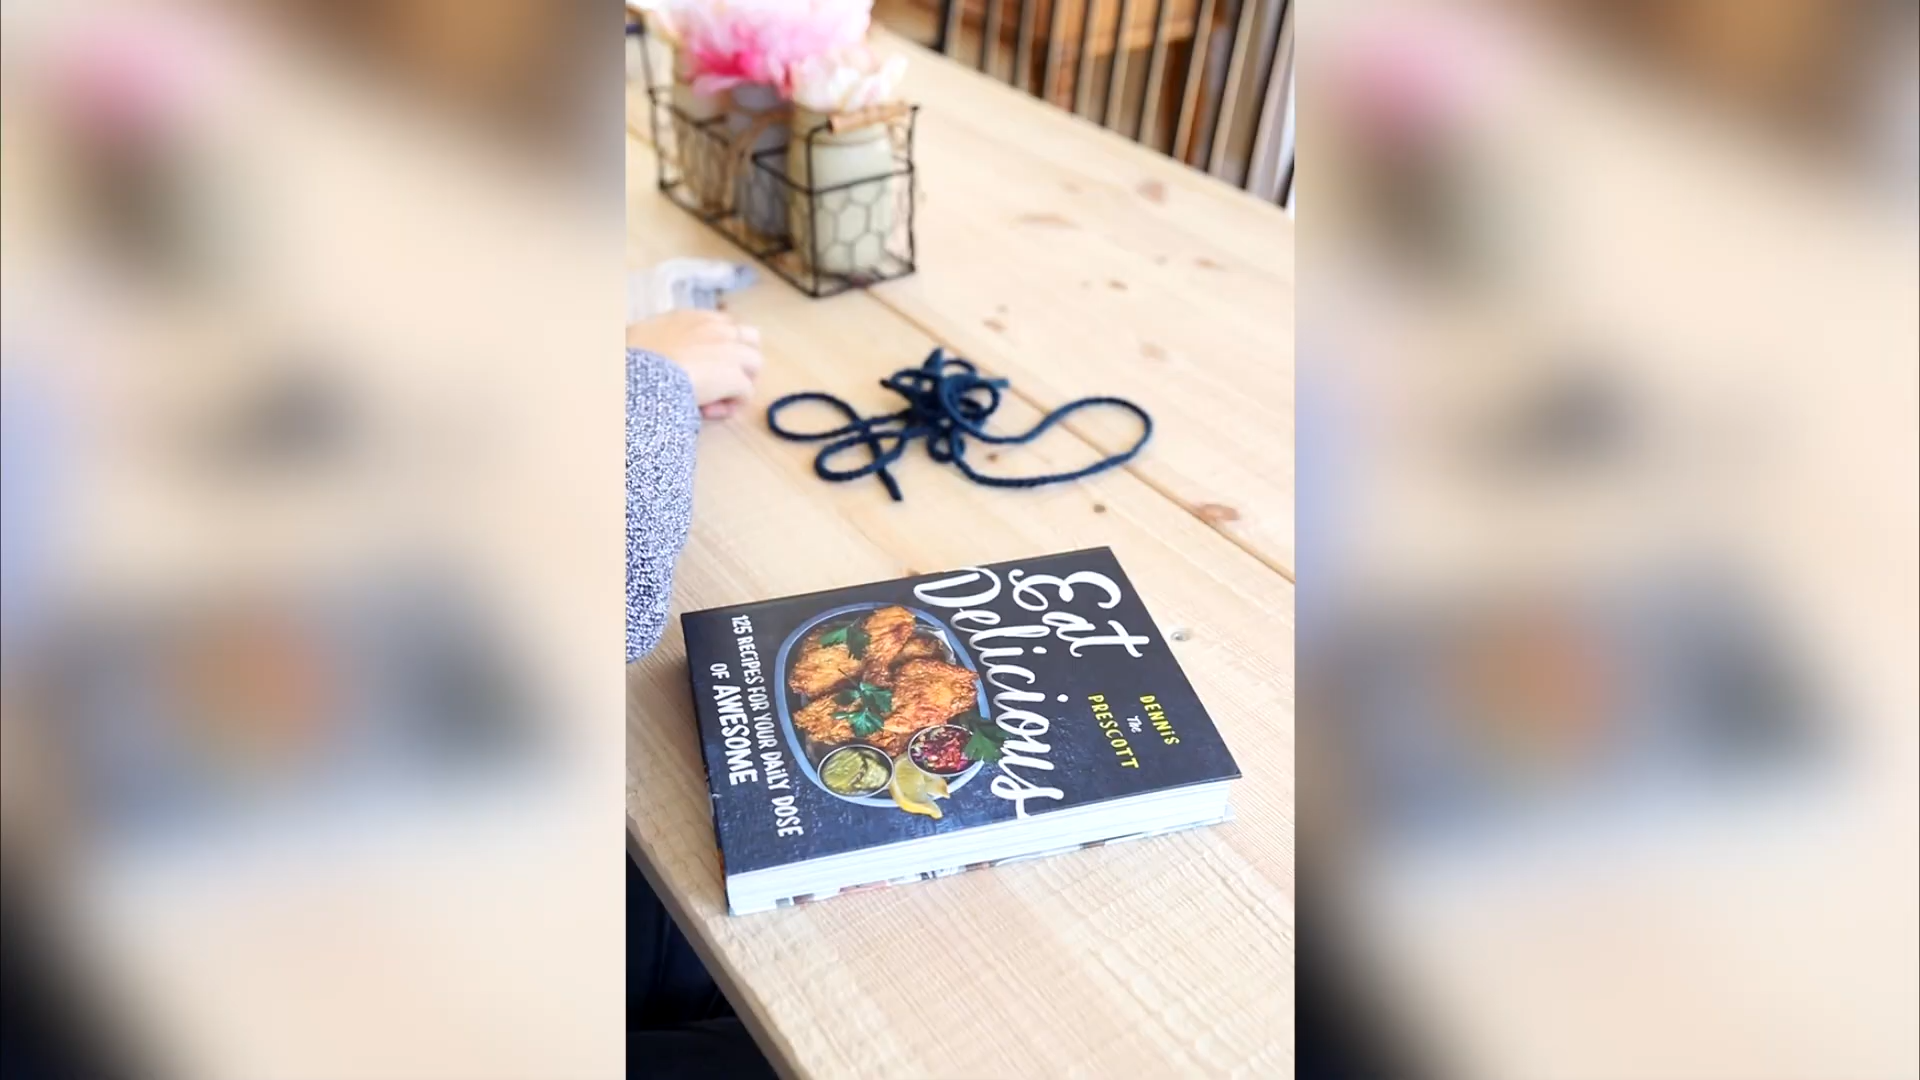 Eat
Delicious
DENNIS
The
PRESCOTT
125 RECIPES FOR YOUR DAILY DOSE
OF AWESOME